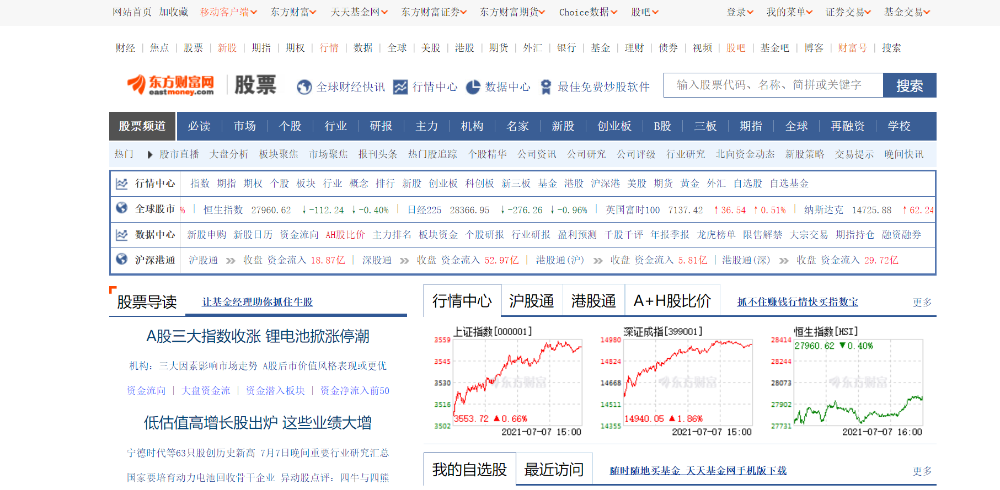 网站首页 加收藏 移动客户端 东方财富 天天基金网 东方财富证券 东方财富期货 Choice数据 股吧 登录 我的菜单 证券交易 基金交易
财经 | 焦点 | 股票 | 新股 | 期指 | 期权 | 行情 | 数据 | 全球 | 美股 | 港股 | 期货 | 外汇 | 银行 | 基金 | 理财 | 债券 | 视频 | 股吧 | 基金吧 | 博客 | 财富号 | 搜索
东方财富网 eastmoney.com 股票 全球财经快讯 行情中心 数据中心 最佳免费炒股软件 输入股票代码、名称、简拼或关键字 搜索
股票频道 必读 市场 个股 行业 研报 主力 机构 名家 新股 创业板 B股 三板 期指 全球 再融资 学校
热门 股市直播 大盘分析 板块聚焦 市场聚焦 报刊头条 热门股追踪 个股精华 公司资讯 公司研究 公司评级 行业研究 北向资金动态 新股策略 交易提示 晚间快讯
行情中心 指数 期指 期权 个股 板块 行业 概念 排行 新股 创业板 科创板 新三板 基金 港股 沪深港 美股 期货 黄金 外汇 自选股 自选基金
全球股市 % | 恒生指数 27960.62 ↓-112.24 ↓-0.40% | 日经225 28366.95 ↓-276.26 ↓-0.96% | 英国富时100 7137.42 ↑36.54 ↑0.51% | 纳斯达克 14725.88 ↑62.24
数据中心 新股申购 新股日历 资金流向 AH股比价 主力排名 板块资金 个股研报 行业研报 盈利预测 千股千评 年报季报 龙虎榜单 限售解禁 大宗交易 期指持仓 融资融券
沪深港通 沪股通 收盘 资金流入 18.87亿 | 深股通 收盘 资金流入 52.97亿 | 港股通(沪) 收盘 资金流入 5.81亿 | 港股通(深) 收盘 资金流入 29.72亿
股票导读 让基金经理助你抓住牛股
A股三大指数收涨 锂电池掀涨停潮
机构：三大因素影响市场走势 A股后市价值风格表现或更优
资金流向 | 大盘资金流 | 资金潜入板块 | 资金净流入前50
低估值高增长股出炉 这些业绩大增
宁德时代等63只股创历史新高 7月7日晚间重要行业研究汇总
国家要培育动力电池回收骨干企业 异动股点评：四牛与四熊
行情中心 沪股通 港股通 A+H股比价 抓不住赚钱行情快买指数宝 更多
上证指数[000001]
3559
3545
3530
3516
3502
东方财富
3553.72 ▲0.66%
2021-07-07 15:00
深证成指[399001]
14980
14824
14668
14511
14355
东方财富
14940.05 ▲1.86%
2021-07-07 15:00
恒生指数[HSI]
27960.62 ▼0.40%
28414
28244
28073
27902
27731
东方财富
2021-07-07 16:00
我的自选股 最近访问 随时随地买基金 天天基金网手机版下载 更多